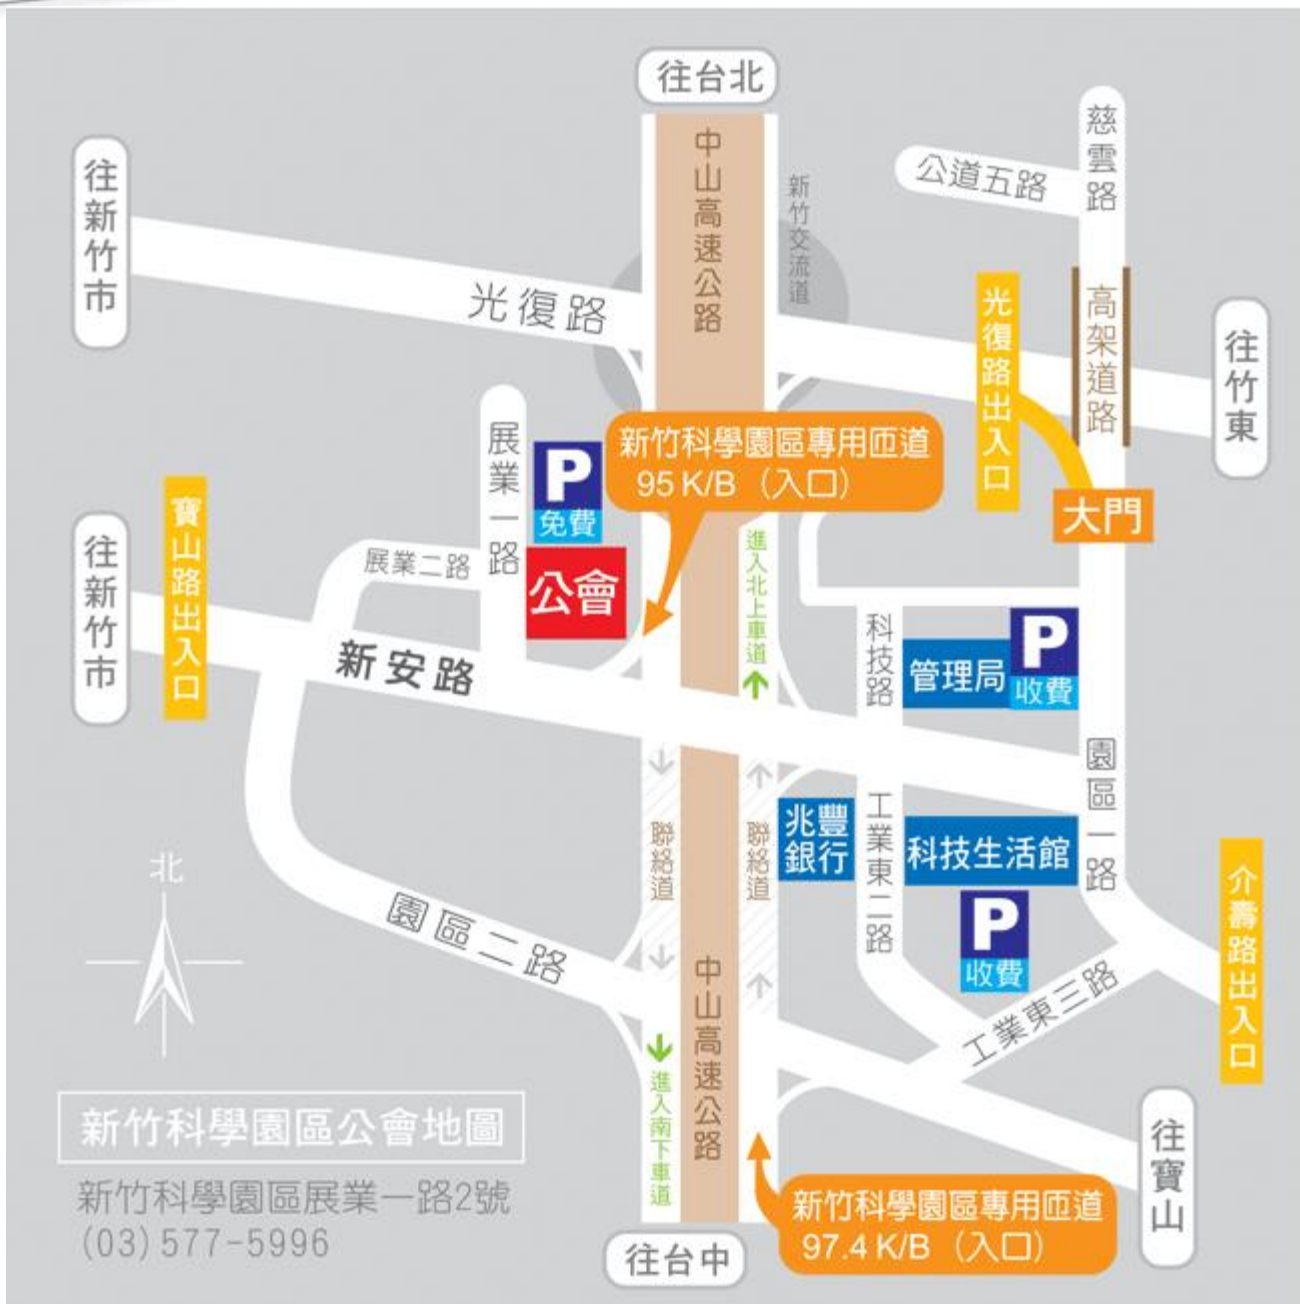 往台北
中山高速公路
新竹交流道
慈雲路
公道五路
往新竹市
光復路
光復路出入口
高架道路
往竹東
展業一路
P
免費
新竹科學園區專用匝道
95 K/B （入口）
大門
寶山路出入口
往新竹市
展業二路
公會
進入北上車道
科技路
管理局
P
收費
新安路
園區一路
聯絡道
聯絡道
兆豐
銀行
工業東二路
科技生活館
P
收費
介壽路出入口
北
園區二路
中山高速公路
工業東三路
進入南下車道
新竹科學園區公會地圖
新竹科學園區展業一路2號
(03)577-5996
往寶山
新竹科學園區專用匝道
97.4 K/B （入口）
往台中